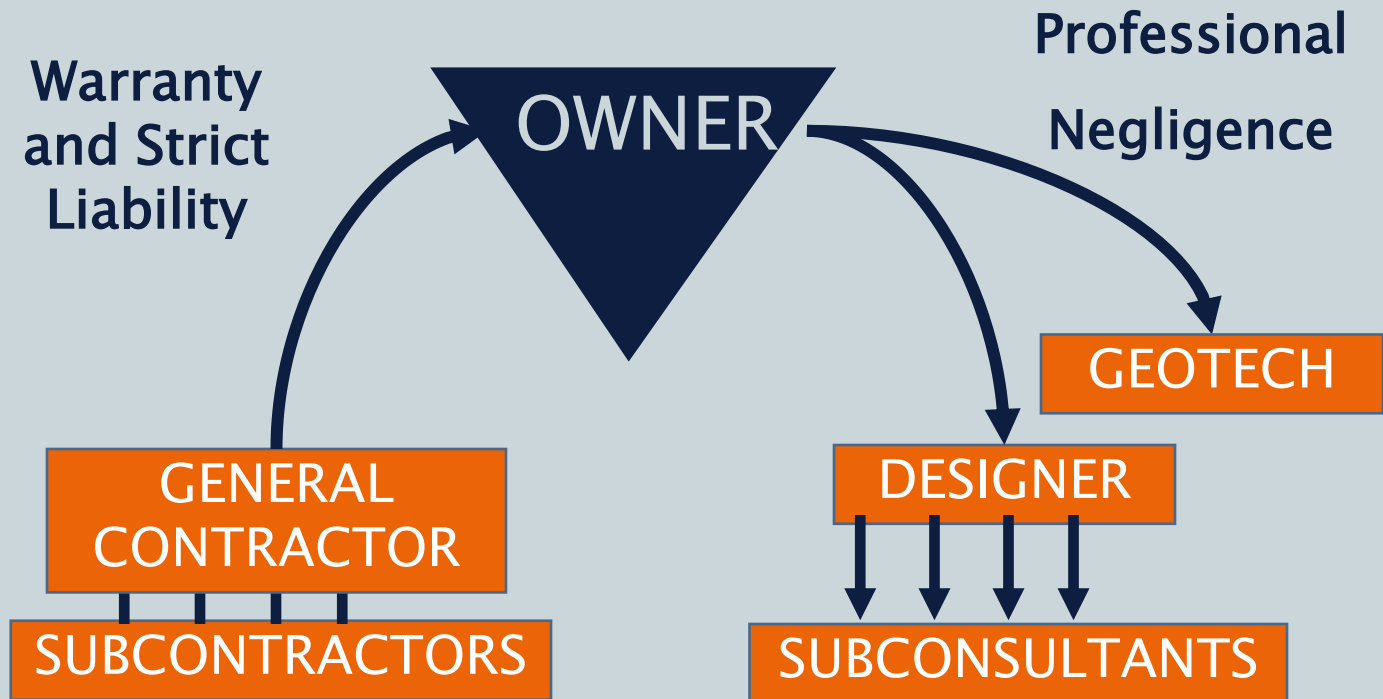 Warranty
and Strict
Liability
OWNER
Professional
Negligence
GEOTECH
GENERAL
CONTRACTOR
DESIGNER
SUBCONTRACTORS
SUBCONSULTANTS